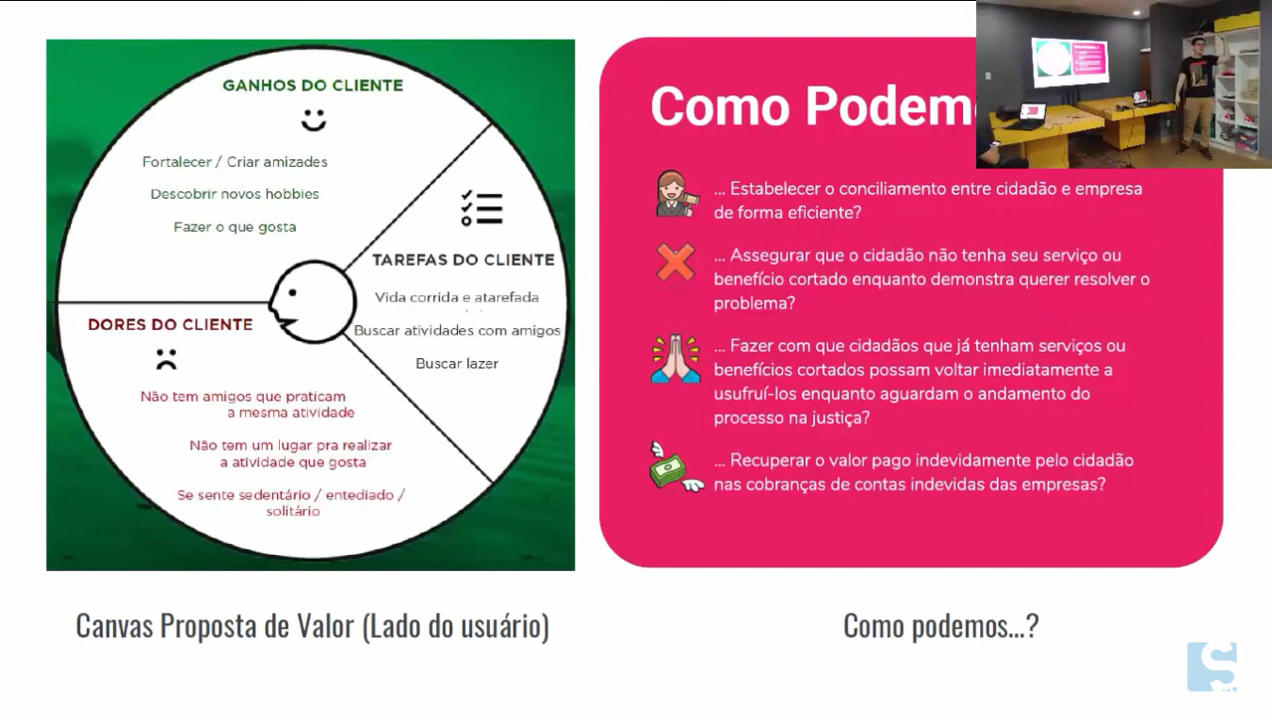 GANHOS DO CLIENTE
Fortalecer / Criar amizades
Descobrir novos hobbies
Fazer o que gosta
TAREFAS DO CLIENTE
Vida corrida e atarefada
Buscar atividades com amigos
Buscar lazer
DORES DO CLIENTE
Não tem amigos que praticam
a mesma atividade
Não tem um lugar pra realizar
a atividade que gosta
Se sente sedentário / entediado /
solitário
Canvas Proposta de Valor (Lado do usuário)
Como Podem
... Estabelecer o conciliamento entre cidadão e empresa
de forma eficiente?
... Assegurar que o cidadão não tenha seu serviço ou
benefício cortado enquanto demonstra querer resolver o
problema?
... Fazer com que cidadãos que já tenham serviços ou
benefícios cortados possam voltar imediatamente a
usufruí-los enquanto aguardam o andamento do
processo na justiça?
... Recuperar o valor pago indevidamente pelo cidadão
nas cobranças de contas indevidas das empresas?
Como podemos...?